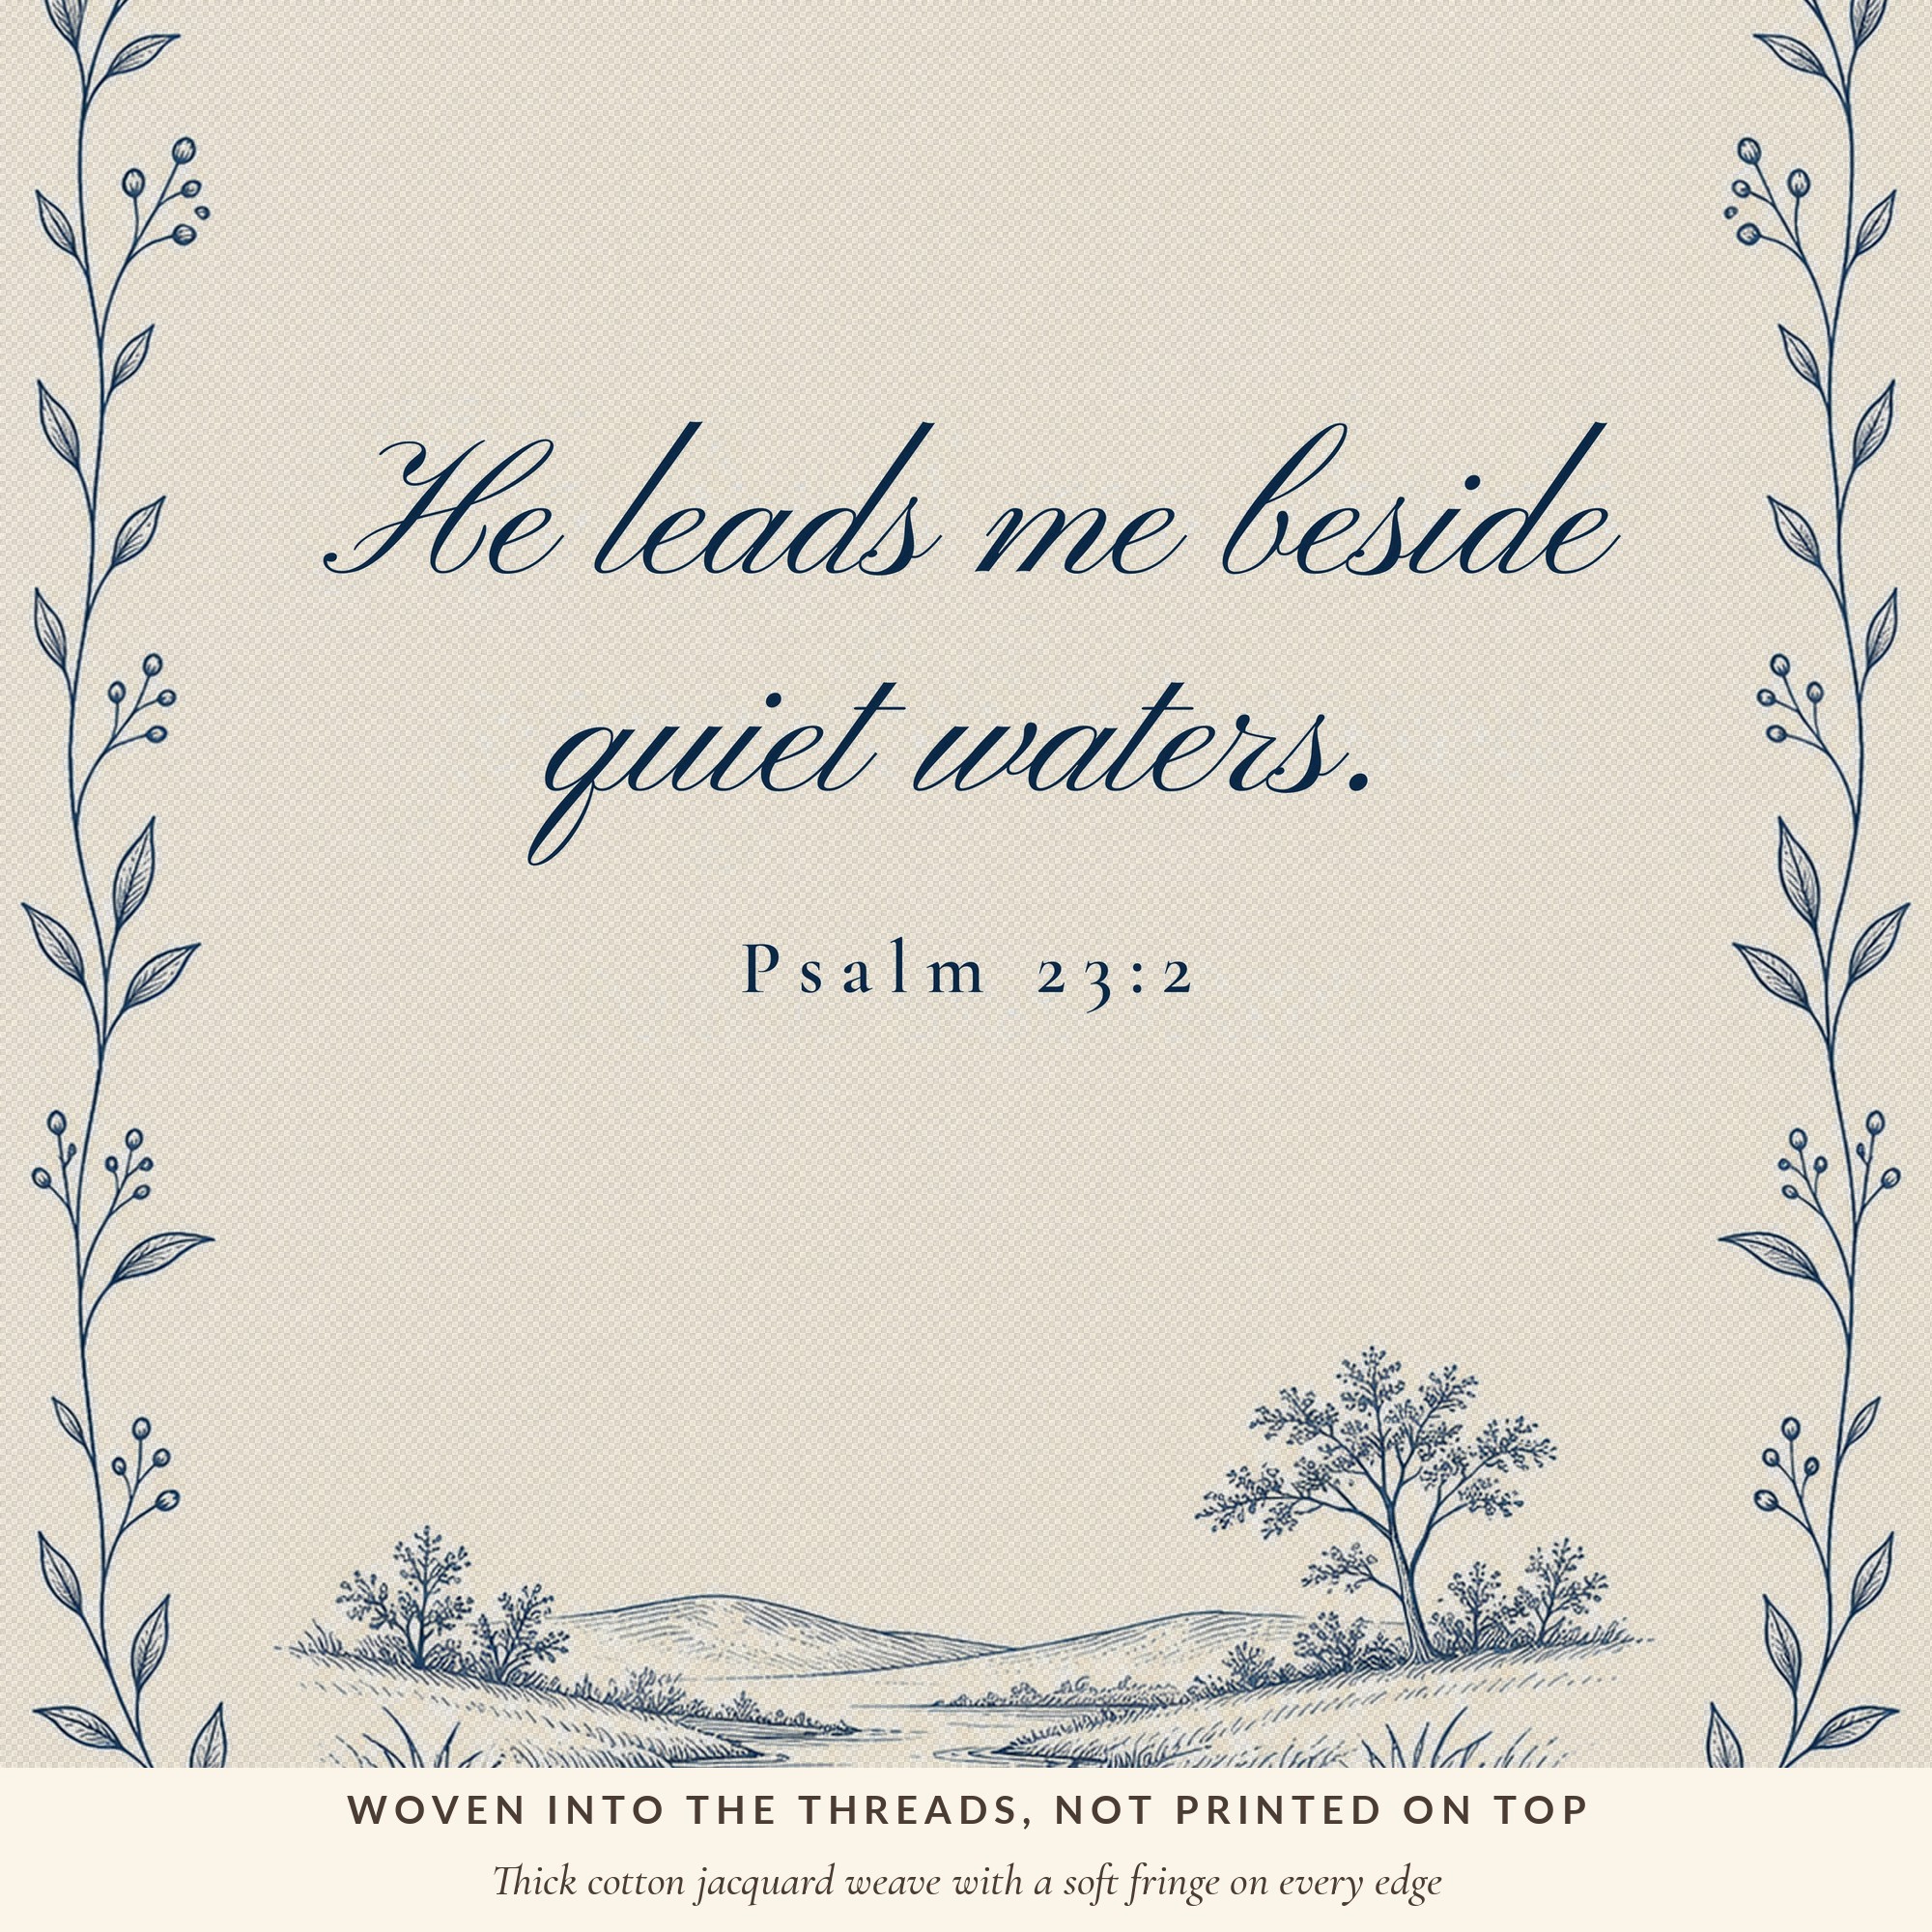 He leads me beside
quiet waters.
Psalm 23:2
WOVEN INTO THE THREADS, NOT PRINTED ON TOP
Thick cotton jacquard weave with a soft fringe on every edge